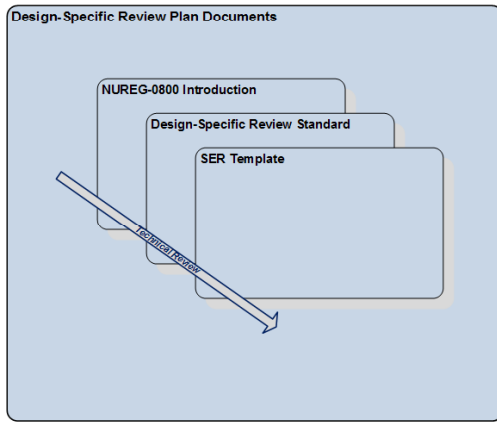 Design-Specific Review Plan Documents
NUREG-0800 Introduction
Design-Specific Review Standard
SER Template
Technical Review